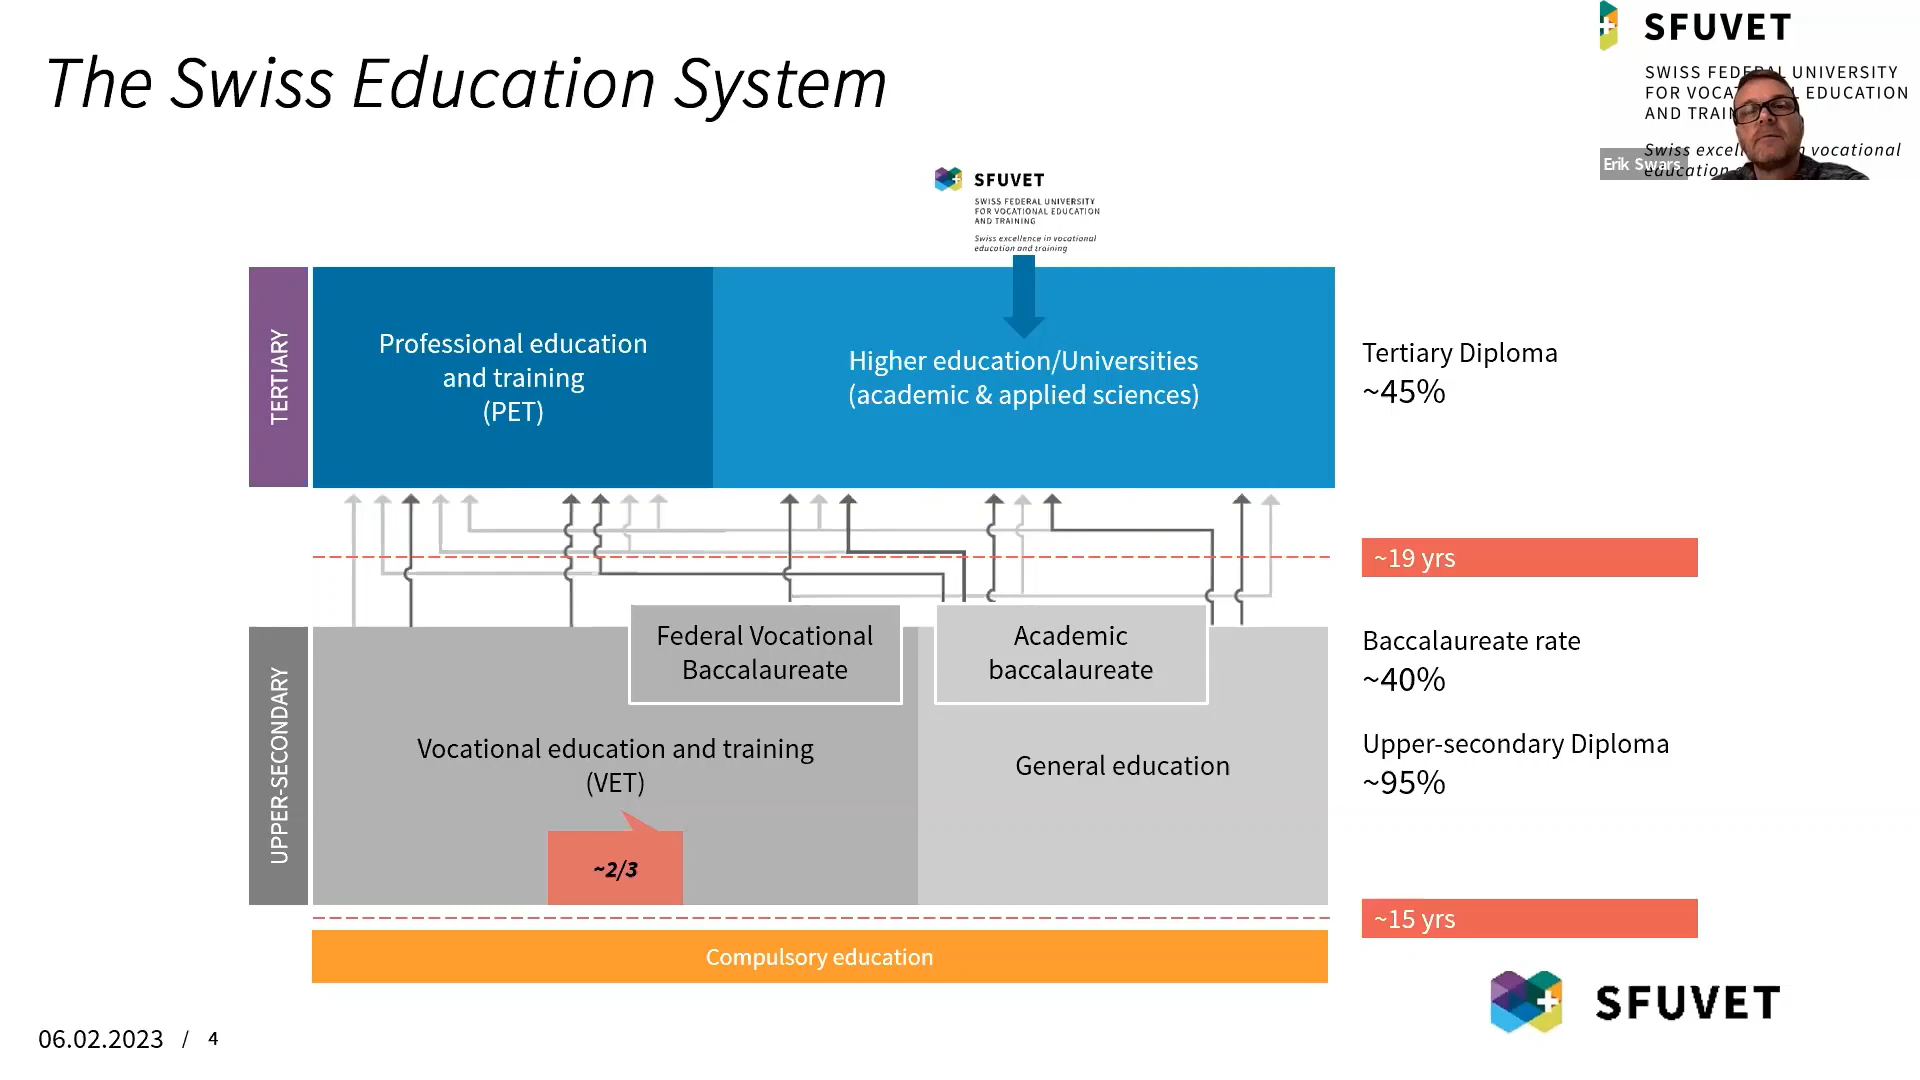 The Swiss Education System
SFUVET
SWISS FEDERAL UNIVERSITY
FOR VOCA L EDUCATION
AND TRAIN
Swiss excell n vocational
education
Erik Swars
SFUVET
SWISS FEDERAL UNIVERSITY
FOR VOCATIONAL EDUCATION
AND TRAINING
Swiss excellence in vocational
education and training
TERTIARY
Professional education
and training
(PET)
Higher education/Universities
(academic & applied sciences)
Tertiary Diploma
~45%
~19 yrs
UPPER-SECONDARY
Federal Vocational
Baccalaureate
Academic
baccalaureate
Baccalaureate rate
~40%
Vocational education and training
(VET)
General education
Upper-secondary Diploma
~95%
~2/3
~15 yrs
Compulsory education
SFUVET
06.02.2023 / 4